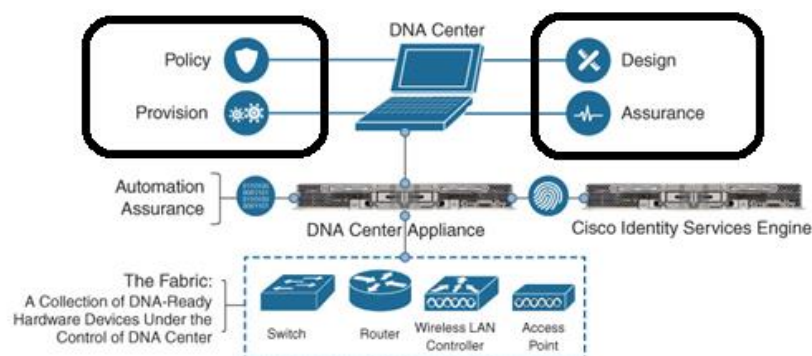 DNA Center
Policy
Design
Provision
Assurance
Automation
Assurance
DNA Center Appliance
Cisco Identity Services Engine
The Fabric:
A Collection of DNA-Ready
Hardware Devices Under the
Control of DNA Center
Switch
Router
Wireless LAN
Controller
Access
Point